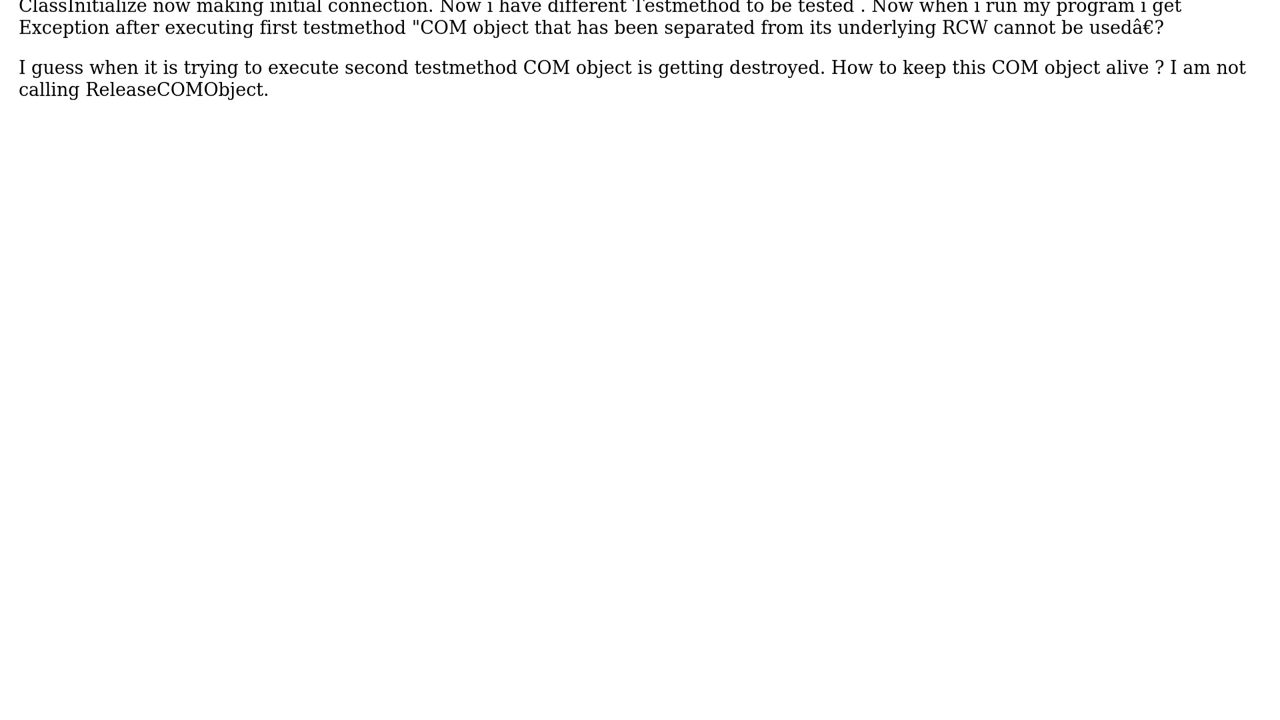 ClassInitialize now making initial connection. Now i have different Testmethod to be tested . Now when i run my program i get
Exception after executing first testmethod "COM object that has been separated from its underlying RCW cannot be usedâ€?
I guess when it is trying to execute second testmethod COM object is getting destroyed. How to keep this COM object alive ? I am not
calling ReleaseCOMObject.